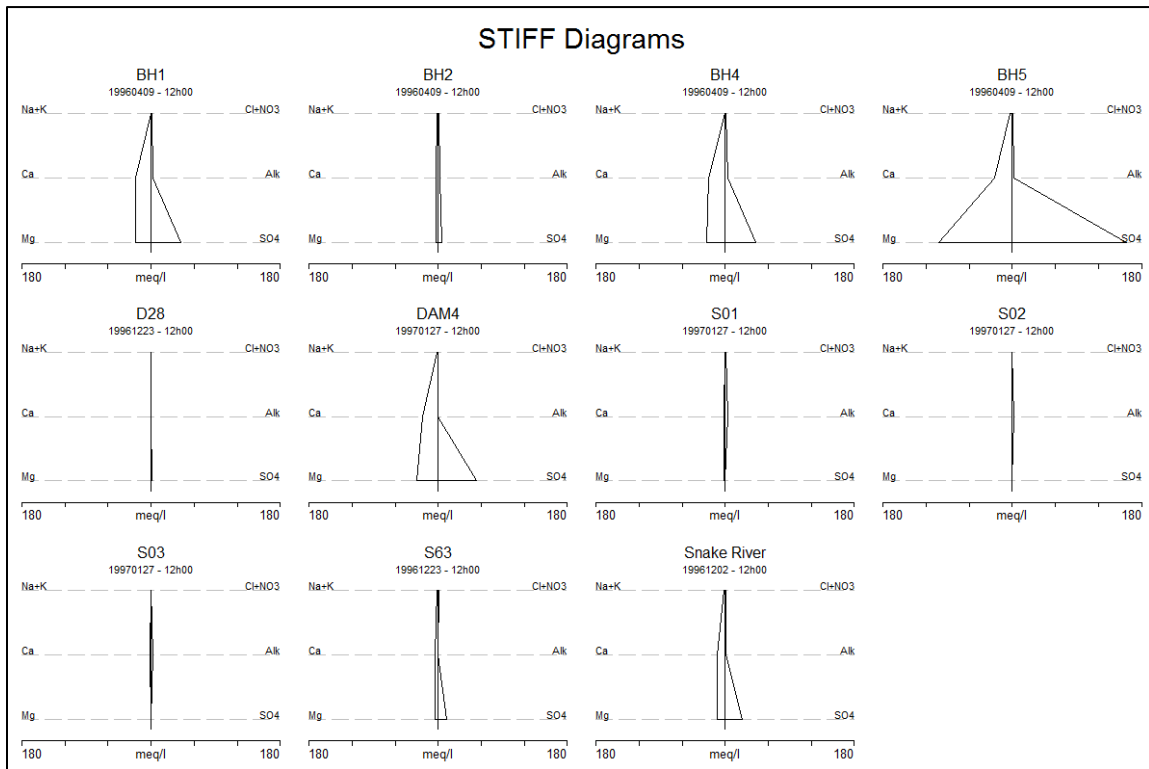 STIFF Diagrams
BH1
19960409 - 12h00
Na+K Cl+NO3
Ca Alk
Mg SO4
180 meq/l 180
BH2
19960409 - 12h00
Na+K Cl+NO3
Ca Alk
Mg SO4
180 meq/l 180
BH4
19960409 - 12h00
Na+K Cl+NO3
Ca Alk
Mg SO4
180 meq/l 180
BH5
19960409 - 12h00
Na+K Cl+NO3
Ca Alk
Mg SO4
180 meq/l 180
D28
19961223 - 12h00
Na+K Cl+NO3
Ca Alk
Mg SO4
180 meq/l 180
DAM4
19970127 - 12h00
Na+K Cl+NO3
Ca Alk
Mg SO4
180 meq/l 180
S01
19970127 - 12h00
Na+K Cl+NO3
Ca Alk
Mg SO4
180 meq/l 180
S02
19970127 - 12h00
Na+K Cl+NO3
Ca Alk
Mg SO4
180 meq/l 180
S03
19970127 - 12h00
Na+K Cl+NO3
Ca Alk
Mg SO4
180 meq/l 180
S63
19961223 - 12h00
Na+K Cl+NO3
Ca Alk
Mg SO4
180 meq/l 180
Snake River
19961202 - 12h00
Na+K Cl+NO3
Ca Alk
Mg SO4
180 meq/l 180